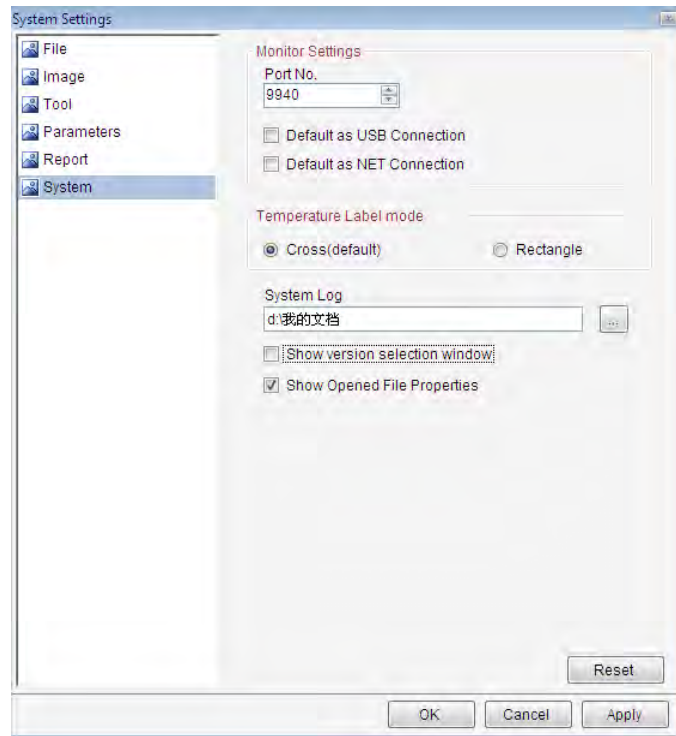 System Settings
File
Image
Tool
Parameters
Report
System
Monitor Settings
Port No.
9940
Default as USB Connection
Default as NET Connection
Temperature Label mode
Cross(default)
Rectangle
System Log
d:\我的文档
...
Show version selection window
Show Opened File Properties
Reset
OK
Cancel
Apply